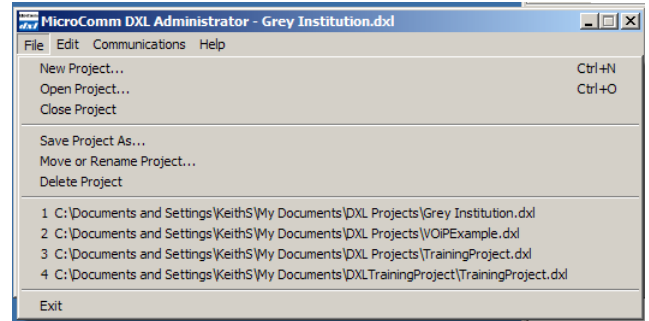 MicroComm DXL Administrator - Grey Institution.dxl
File Edit Communications Help
New Project... Ctrl+N
Open Project... Ctrl+O
Close Project
Save Project As...
Move or Rename Project...
Delete Project
1 C:\Documents and Settings\KeithS\My Documents\DXL Projects\Grey Institution.dxl
2 C:\Documents and Settings\KeithS\My Documents\DXL Projects\VOiPExample.dxl
3 C:\Documents and Settings\KeithS\My Documents\DXL Projects\TrainingProject.dxl
4 C:\Documents and Settings\KeithS\My Documents\DXLTrainingProject\TrainingProject.dxl
Exit